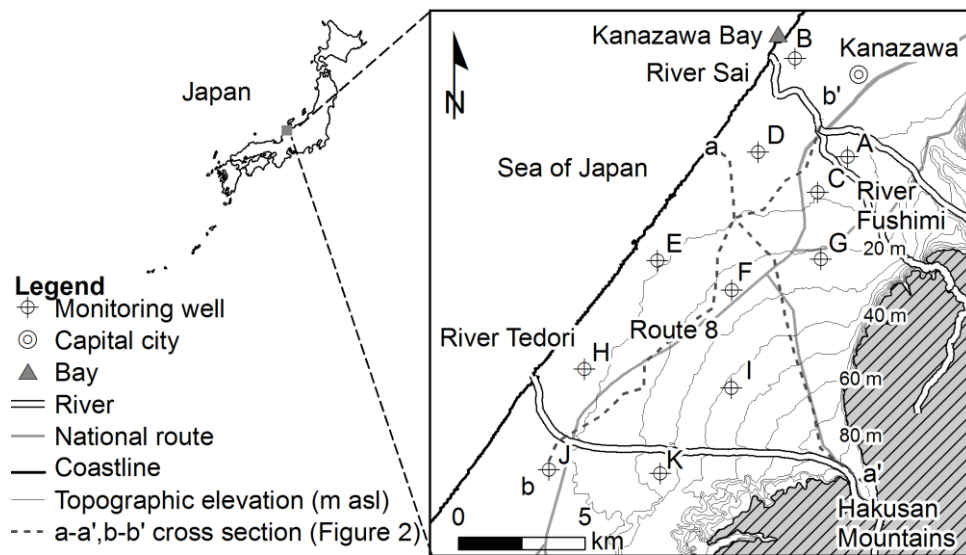 Japan
Legend
Monitoring well
Capital city
Bay
River
National route
Coastline
Topographic elevation (m asl)
a-a',b-b' cross section (Figure 2)
Kanazawa Bay
B
Kanazawa
River Sai
N
b'
a
D
A
Sea of Japan
C
River
Fushimi
E
G
20 m
F
40 m
River Tedori
Route 8
H
I
60 m
80 m
J
K
b
a'
0
5
km
Hakusan
Mountains